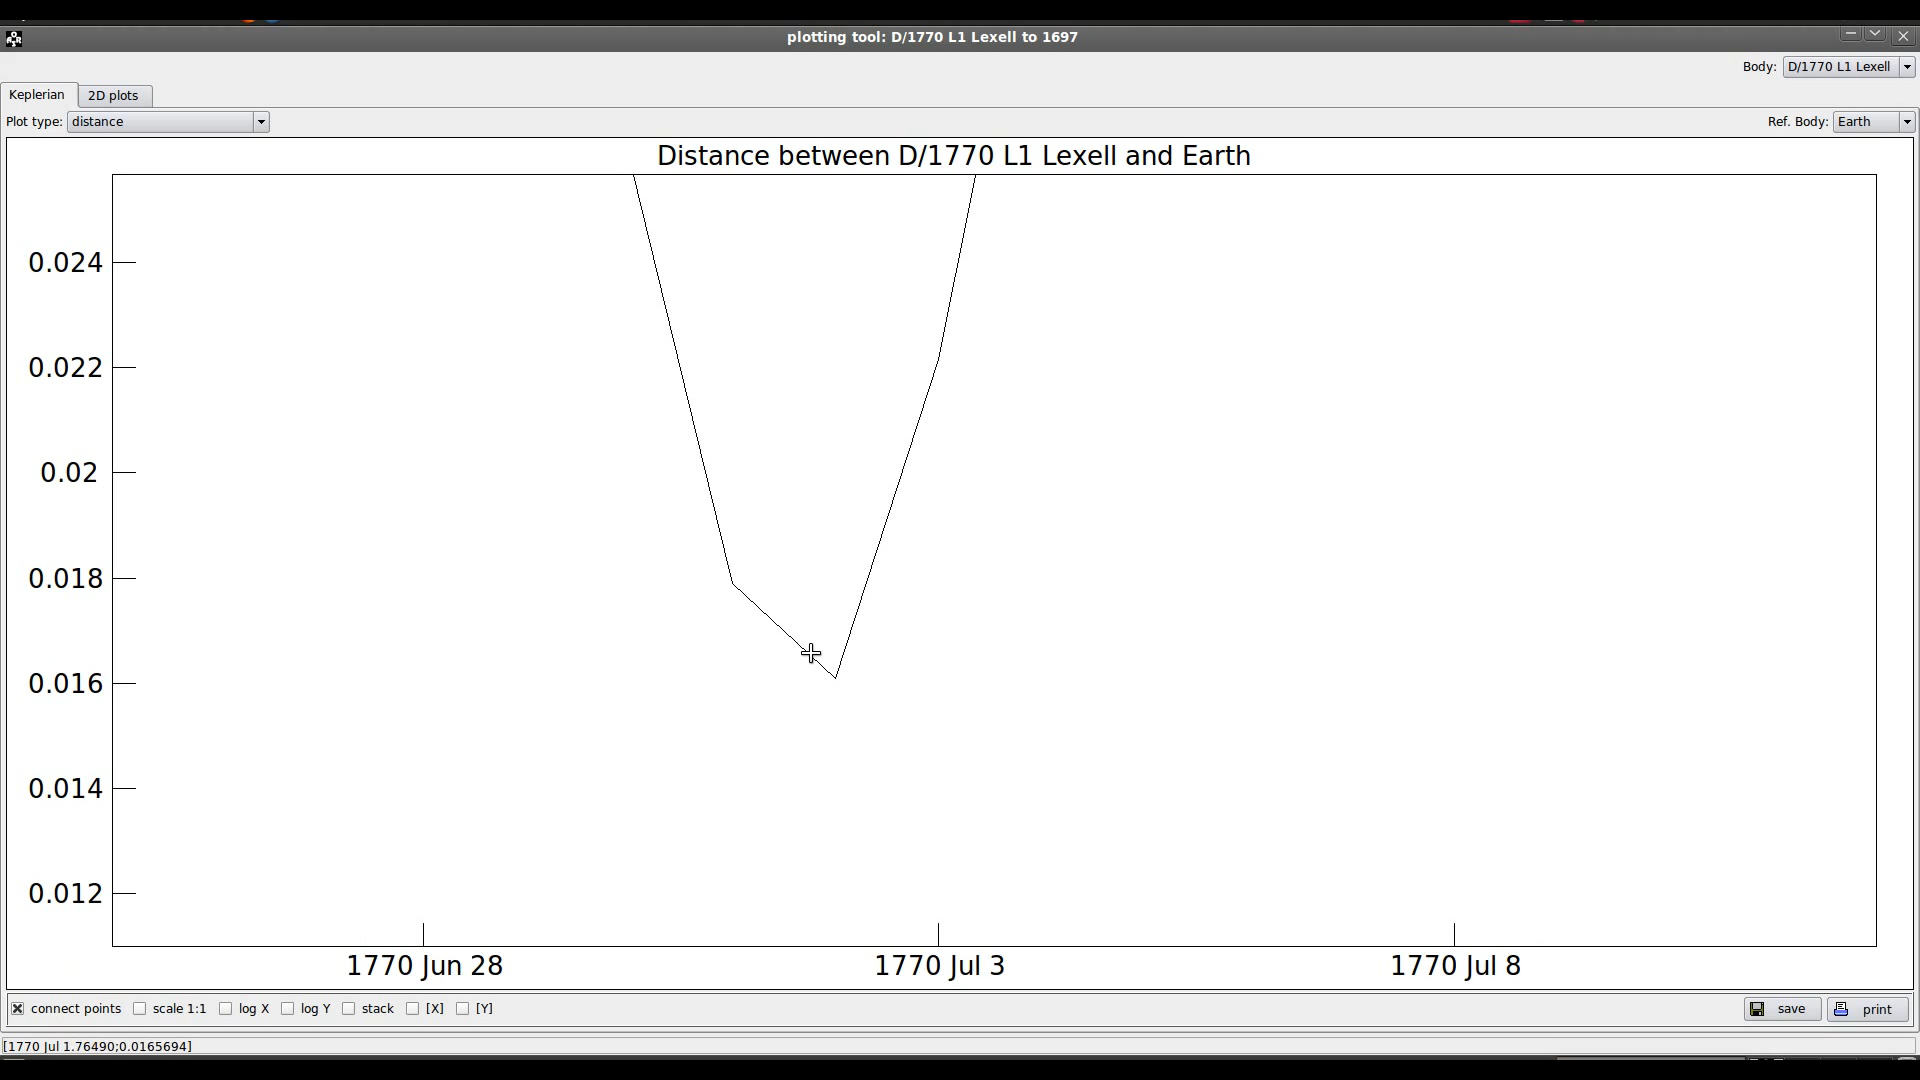 plotting tool: D/1770 L1 Lexell to 1697
Body: D/1770 L1 Lexell
Keplerian 2D plots
Plot type: distance Ref. Body: Earth
Distance between D/1770 L1 Lexell and Earth
0.024
0.022
0.02
0.018
0.016
0.014
0.012
1770 Jun 28 1770 Jul 3 1770 Jul 8
connect points scale 1:1 log X log Y stack [X] [Y] save print
[1770 Jul 1.76490;0.0165694]